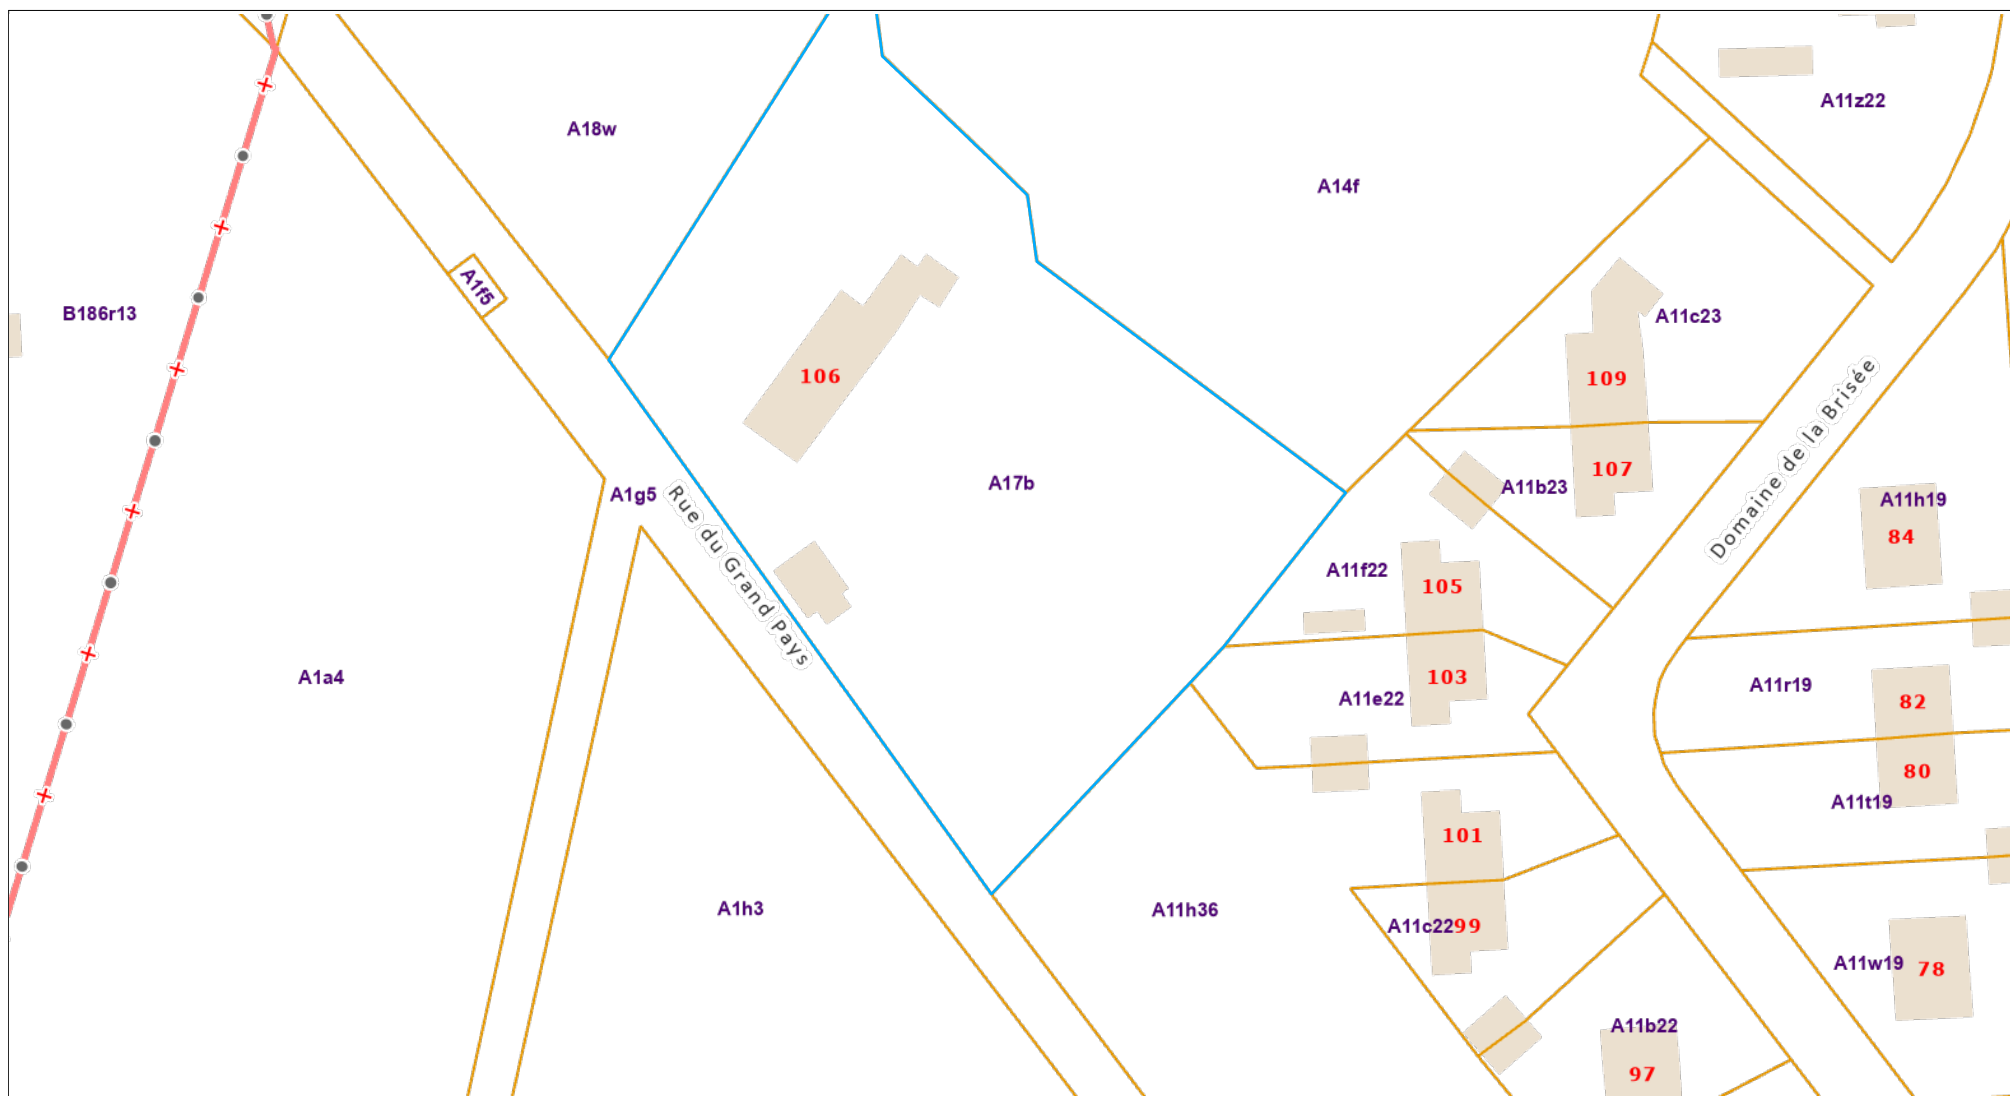 A11z22
A18w
A14f
A1f5
B186r13
A11c23
106
109
Domaine de la Brisée
107
A17b
A11b23
A1g5
Rue du Grand Pays
A11h19
84
A11f22
105
A1a4
103
A11e22
A11r19
82
80
A11t19
101
A1h3
A11h36
A11c22
99
A11w19
78
A11b22
97